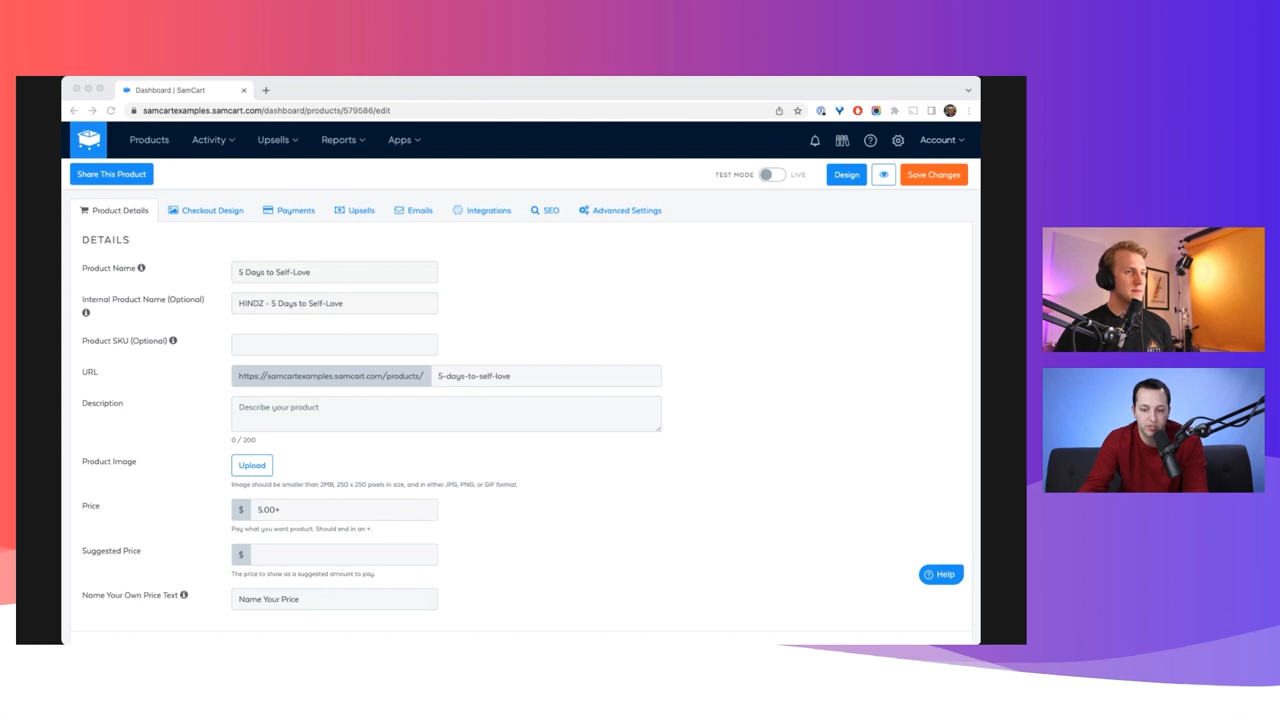 Dashboard | SamCart
samcartexamples.samcart.com/dashboard/products/579586/edit
Products Activity Upsells Reports Apps Account
Share This Product TEST MODE LIVE Design Save Changes
Product Details Checkout Design Payments Upsells Emails Integrations SEO Advanced Settings
DETAILS
Product Name 5 Days to Self-Love
Internal Product Name (Optional) HINDZ - 5 Days to Self-Love
Product SKU (Optional)
URL https://samcartexamples.samcart.com/products/ 5-days-to-self-love
Description Describe your product
0 / 200
Product Image Upload
Image should be smaller than 2MB, 250 x 250 pixels in size, and in either JPG, PNG, or GIF format.
Price $ 5.00+
Pay what you want product. Should end in an +.
Suggested Price $
The price to show as a suggested amount to pay.
Help
Name Your Own Price Text Name Your Price